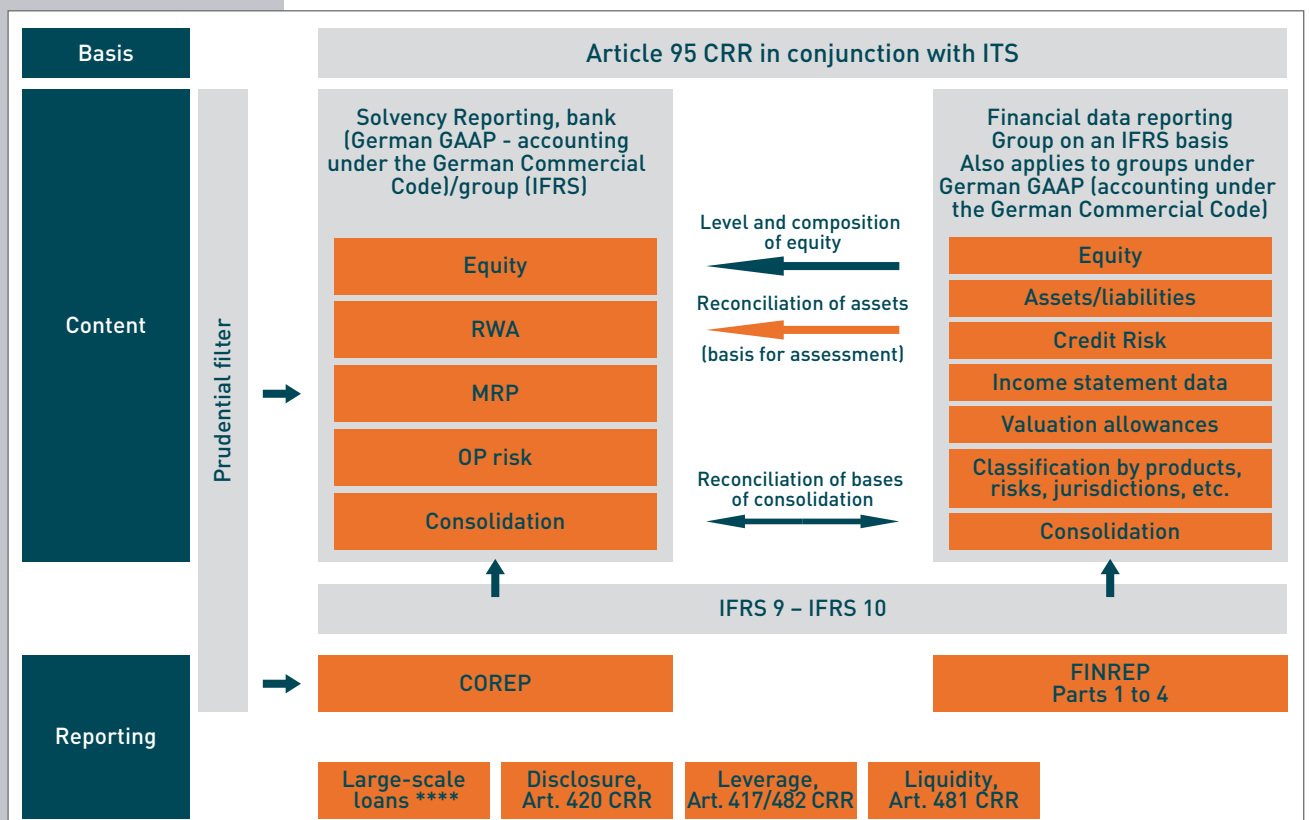 Basis
Article 95 CRR in conjunction with ITS
Content
Prudential filter
Solvency Reporting, bank
(German GAAP - accounting
under the German Commercial
Code)/group (IFRS)
Equity
RWA
MRP
OP risk
Consolidation
Level and composition
of equity
Reconciliation of assets
(basis for assessment)
Reconciliation of bases
of consolidation
Financial data reporting
Group on an IFRS basis
Also applies to groups under
German GAAP (accounting under
the German Commercial Code)
Equity
Assets/liabilities
Credit Risk
Income statement data
Valuation allowances
Classification by products,
risks, jurisdictions, etc.
Consolidation
IFRS 9 – IFRS 10
Reporting
COREP
FINREP
Parts 1 to 4
Large-scale
loans ****
Disclosure,
Art. 420 CRR
Leverage,
Art. 417/482 CRR
Liquidity,
Art. 481 CRR